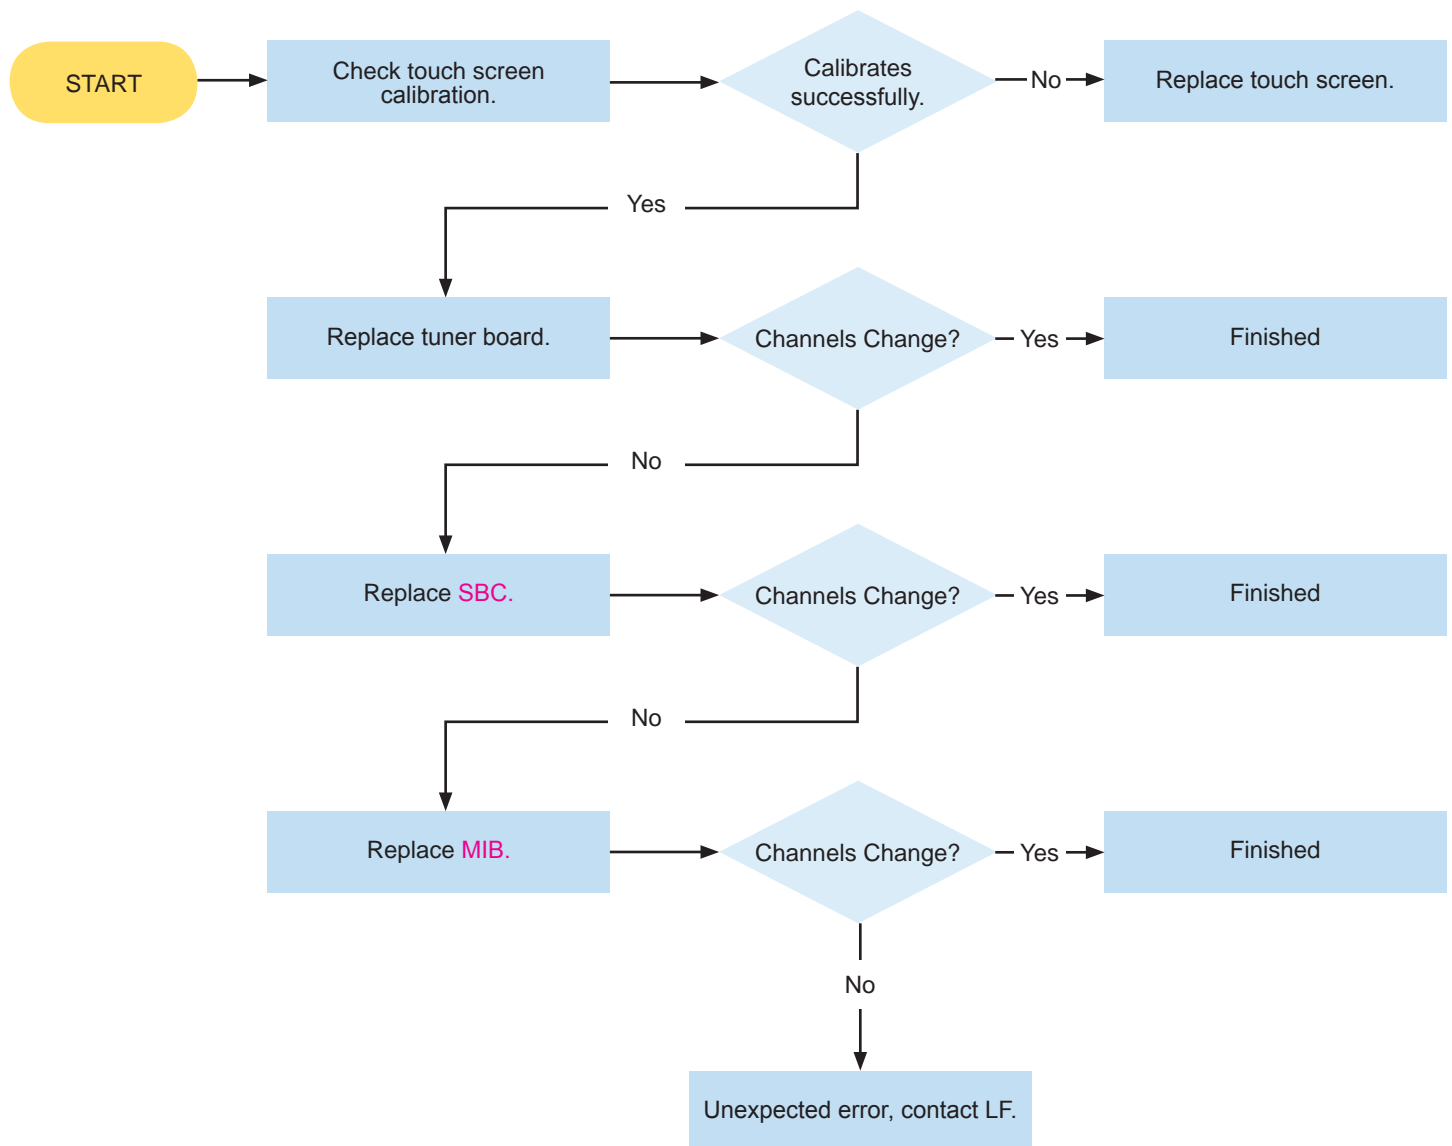 START
Check touch screen
calibration.
Calibrates
successfully.
No
Replace touch screen.
Yes
Replace tuner board.
Channels Change?
Yes
Finished
No
Replace SBC.
Channels Change?
Yes
Finished
No
Replace MIB.
Channels Change?
Yes
Finished
No
Unexpected error, contact LF.